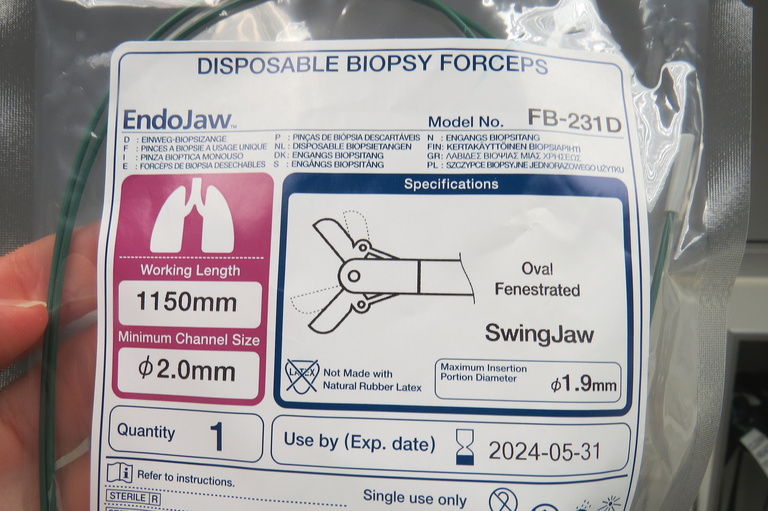 DISPOSABLE BIOPSY FORCEPS
EndoJaw™
Model No. FB-231D
D : EINWEG-BIOPSIEZANGE
F : PINCES A BIOPSIE A USAGE UNIQUE
I : PINZA BIOPTICA MONOUSO
E : FORCEPS DE BIOPSIA DESECHABLES
P : PINÇAS DE BIÓPSIA DESCARTÁVEIS
NL : DISPOSABLE BIOPSIETANGEN
DK : ENGANGS BIOPSITANG
S : ENGÅNGS BIOPSITÅNG
N : ENGANGS BIOPSITANG
FIN: KERTAKÄYTTÖINEN BIOPSIAPIHTI
GR: ΛΑΒΙΔΕΣ ΒΙΟΨΙΑΣ ΜΙΑΣ ΧΡΗΣΕΩΣ
PL : SZCZYPCE BIOPSYJNE JEDNORAZOWEGO UŻYTKU
Working Length
1150mm
Minimum Channel Size
φ2.0mm
Specifications
Oval
Fenestrated
SwingJaw
LATEX
Not Made with
Natural Rubber Latex
Maximum Insertion
Portion Diameter
φ1.9mm
Quantity 1
Use by (Exp. date) 2024-05-31
Refer to instructions.
STERILE R
Single use only